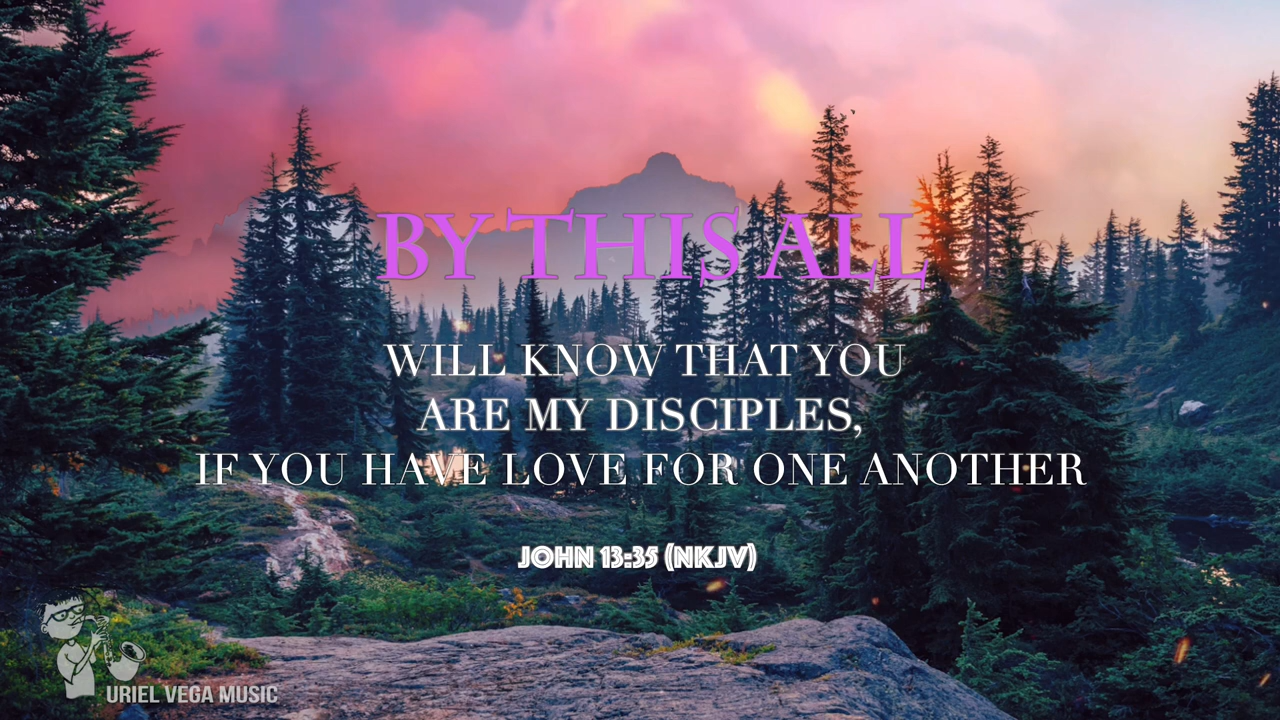 BY THIS ALL
WILL KNOW THAT YOU
ARE MY DISCIPLES,
IF YOU HAVE LOVE FOR ONE ANOTHER
JOHN 13:35 (NKJV)
URIEL VEGA MUSIC